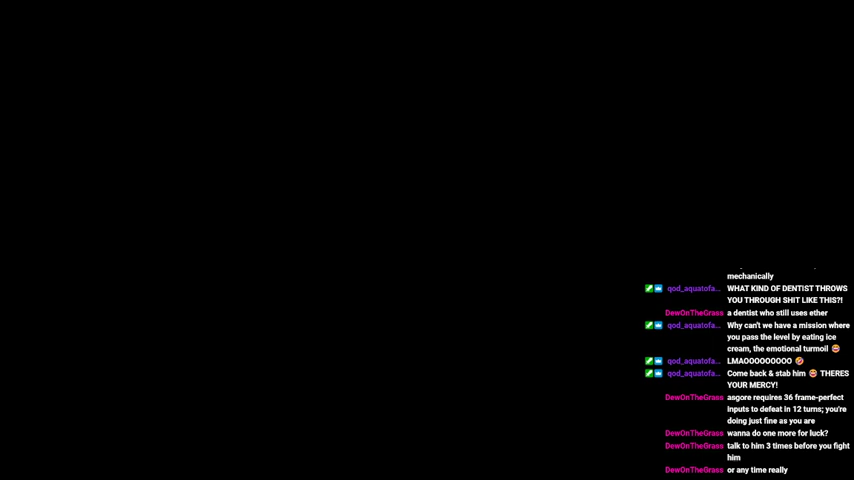 mechanically
qod_aquatofa... WHAT KIND OF DENTIST THROWS
YOU THROUGH SHIT LIKE THIS?!
DewOnTheGrass a dentist who still uses ether
qod_aquatofa... Why can't we have a mission where
you pass the level by eating ice
cream, the emotional turmoil 😂
qod_aquatofa... LMAOOOOOOOOO 🤣
qod_aquatofa... Come back & stab him 😂 THERES
YOUR MERCY!
DewOnTheGrass asgore requires 36 frame-perfect
inputs to defeat in 12 turns; you're
doing just fine as you are
DewOnTheGrass wanna do one more for luck?
DewOnTheGrass talk to him 3 times before you fight
him
DewOnTheGrass or any time really